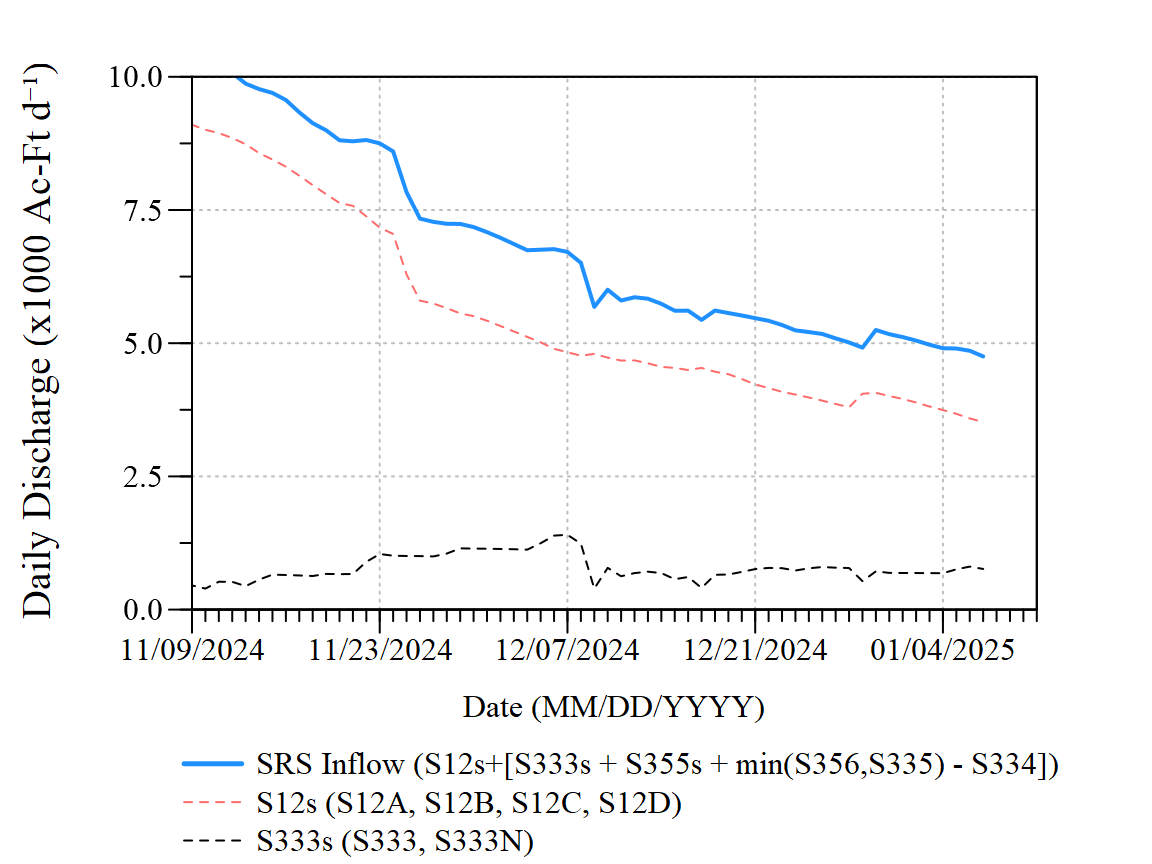 Daily Discharge (x1000 Ac-Ft d⁻¹)
10.0
7.5
5.0
2.5
0.0
11/09/2024 11/23/2024 12/07/2024 12/21/2024 01/04/2025
Date (MM/DD/YYYY)
SRS Inflow (S12s+[S333s + S355s + min(S356,S335) - S334])
S12s (S12A, S12B, S12C, S12D)
S333s (S333, S333N)